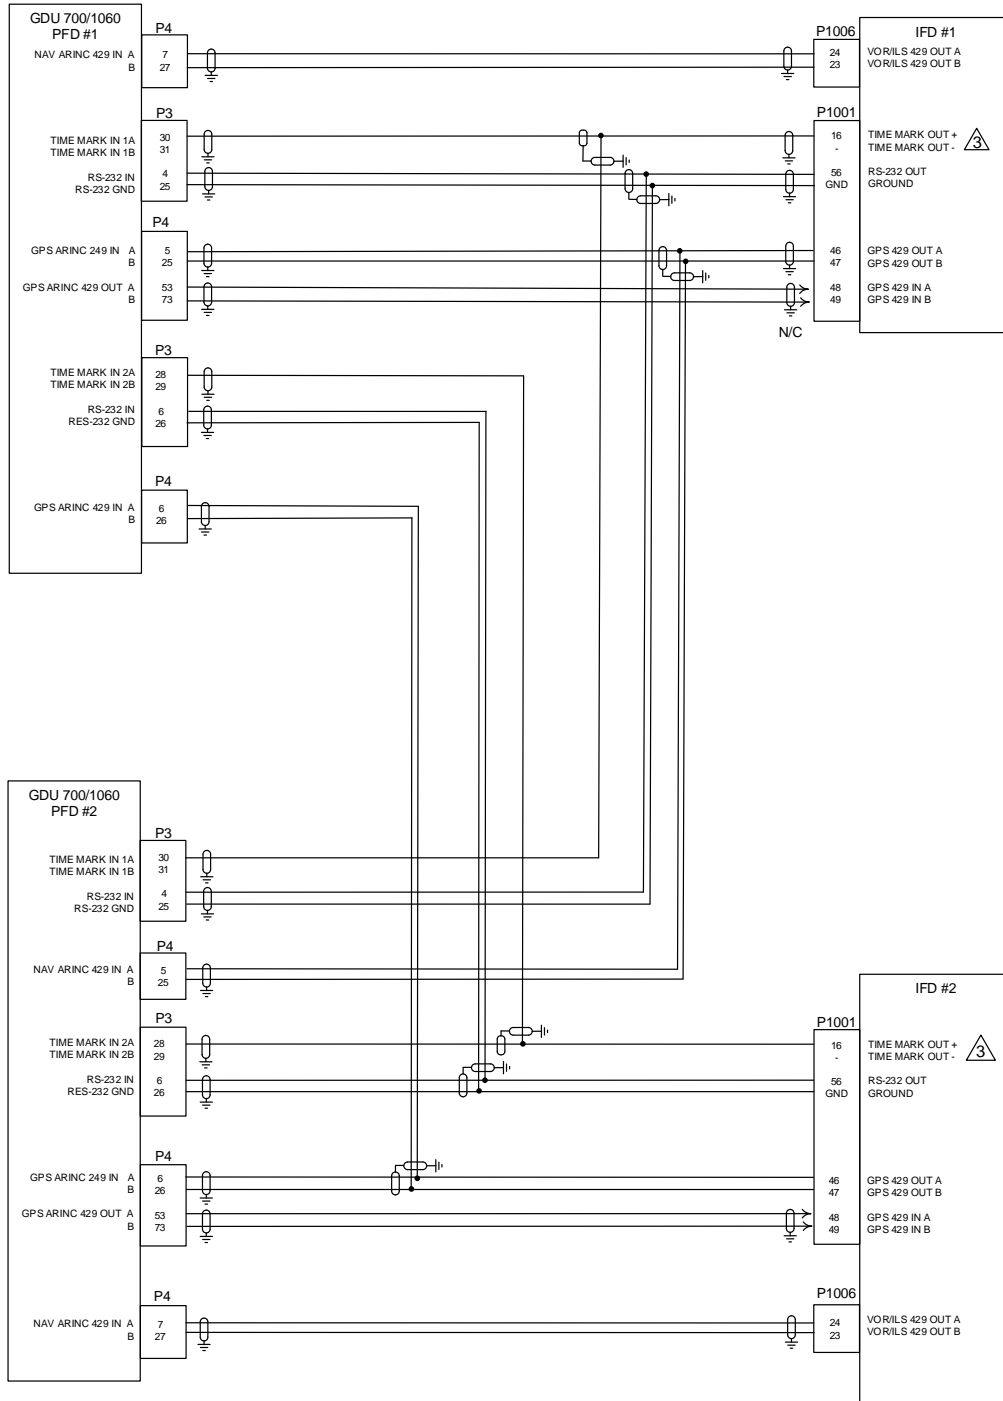 GDU 700/1060
PFD #1
P4
NAV ARINC 429 IN A 7
B 27
P3
TIME MARK IN 1A 30
TIME MARK IN 1B 31
RS-232 IN 4
RS-232 GND 25
P4
GPS ARINC 249 IN A 5
B 25
GPS ARINC 429 OUT A 53
B 73
P3
TIME MARK IN 2A 28
TIME MARK IN 2B 29
RS-232 IN 6
RES-232 GND 26
P4
GPS ARINC 429 IN A 6
B 26
IFD #1
P1006
24 VOR/ILS 429 OUT A
23 VOR/ILS 429 OUT B
P1001
16 TIME MARK OUT +
- TIME MARK OUT -
3
56 RS-232 OUT
GND GROUND
46 GPS 429 OUT A
47 GPS 429 OUT B
48 GPS 429 IN A
49 GPS 429 IN B
N/C
GDU 700/1060
PFD #2
P3
TIME MARK IN 1A 30
TIME MARK IN 1B 31
RS-232 IN 4
RS-232 GND 25
P4
NAV ARINC 429 IN A 5
B 25
P3
TIME MARK IN 2A 28
TIME MARK IN 2B 29
RS-232 IN 6
RES-232 GND 26
P4
GPS ARINC 249 IN A 6
B 26
GPS ARINC 429 OUT A 53
B 73
P4
NAV ARINC 429 IN A 7
B 27
IFD #2
P1001
16 TIME MARK OUT +
- TIME MARK OUT -
3
56 RS-232 OUT
GND GROUND
46 GPS 429 OUT A
47 GPS 429 OUT B
48 GPS 429 IN A
49 GPS 429 IN B
P1006
24 VOR/ILS 429 OUT A
23 VOR/ILS 429 OUT B